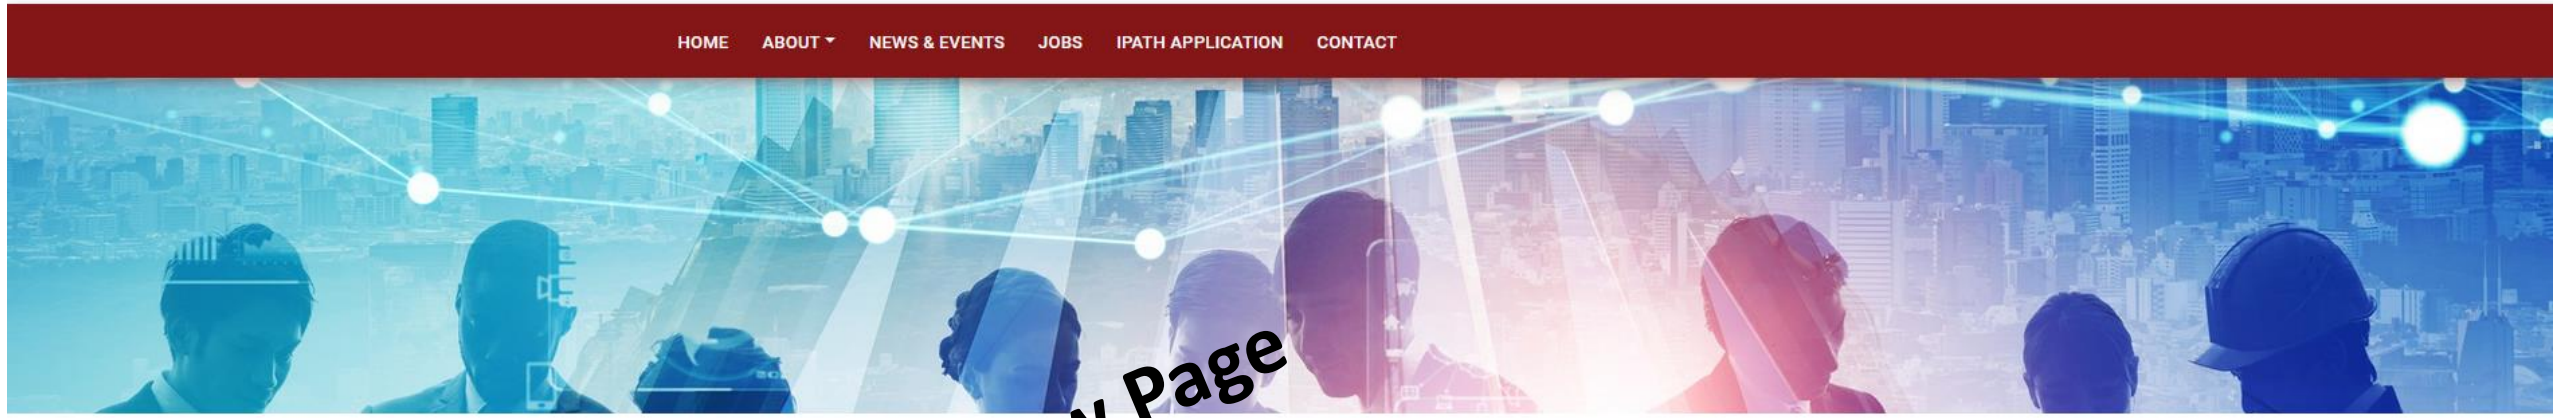 HOME ABOUT NEWS & EVENTS JOBS IPATH APPLICATION CONTACT
Page